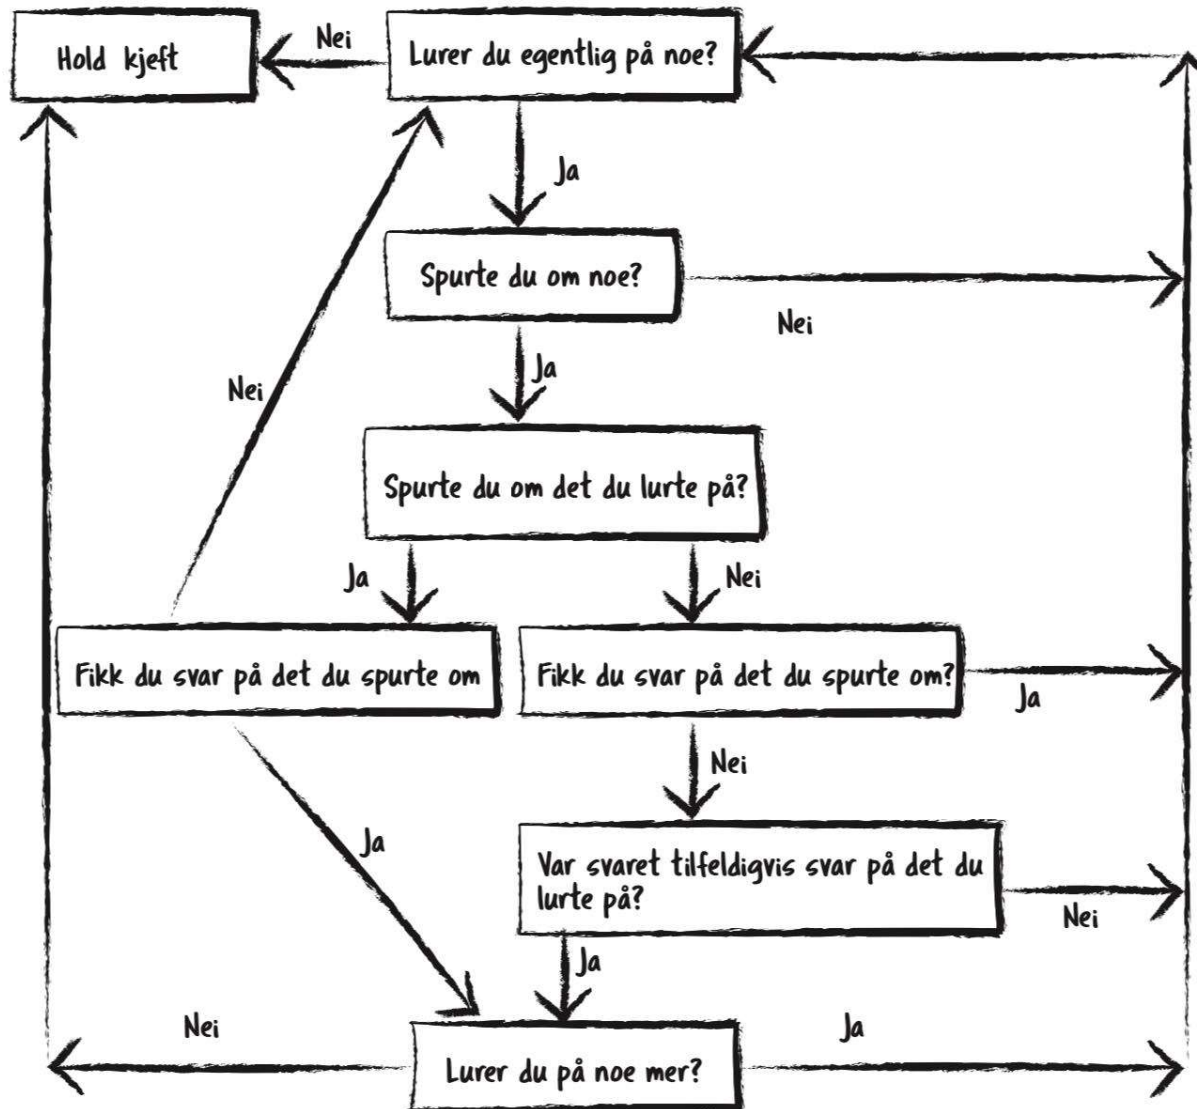 Hold kjeft
Nei
Lurer du egentlig på noe?
Ja
Spurte du om noe?
Nei
Ja
Nei
Spurte du om det du lurte på?
Ja
Nei
Fikk du svar på det du spurte om
Fikk du svar på det du spurte om?
Ja
Nei
Ja
Var svaret tilfeldigvis svar på det du
lurte på?
Nei
Ja
Nei
Ja
Lurer du på noe mer?